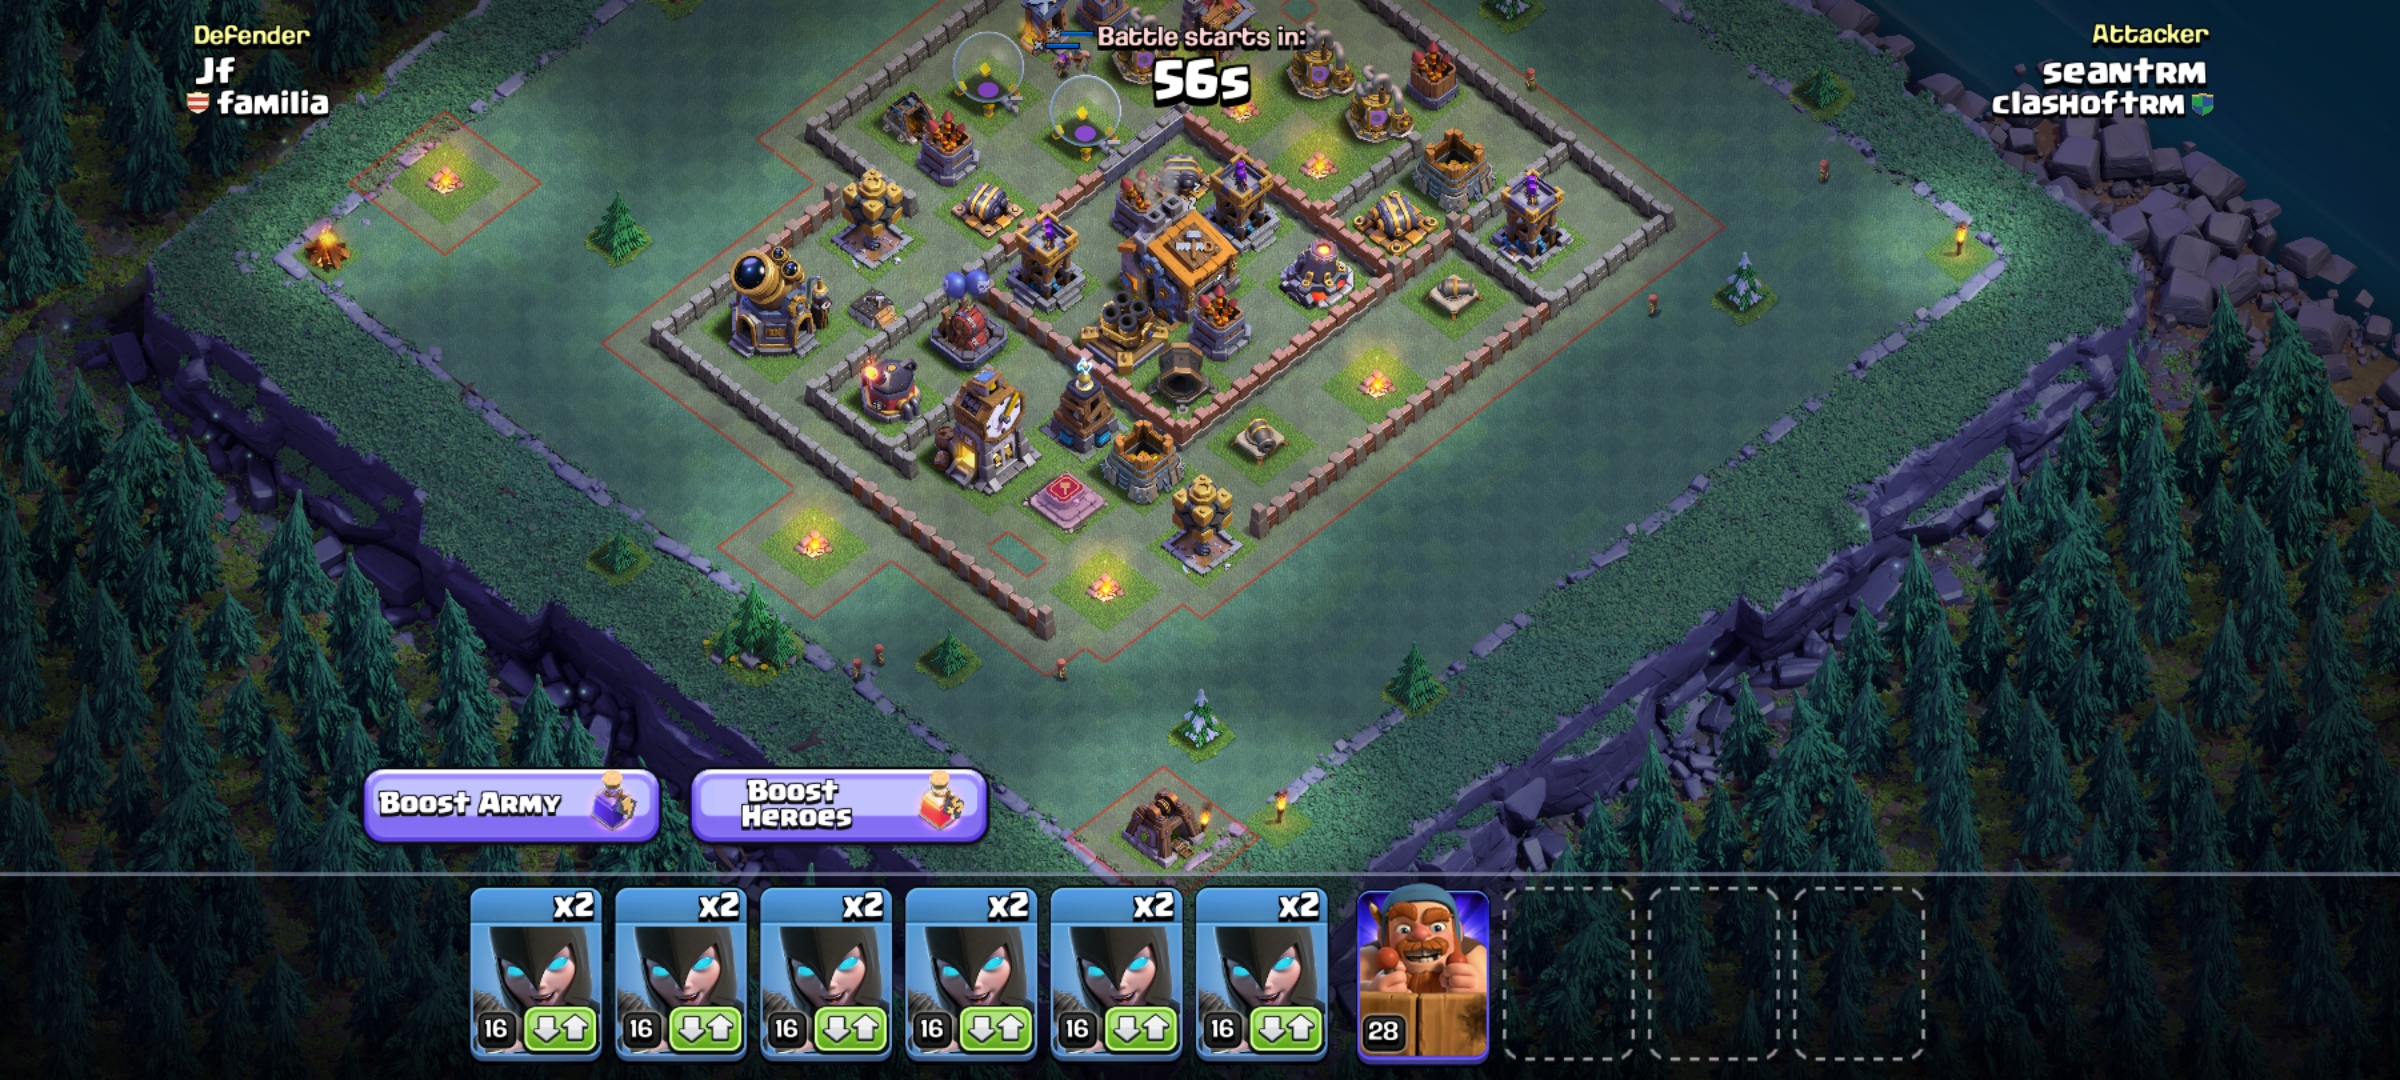 Defender
Jf
familia
Battle starts in:
56s
Attacker
seantRM
clashoftRM
Boost Army
Boost
Heroes
x2
x2
x2
x2
x2
x2
16
16
16
16
16
16
28